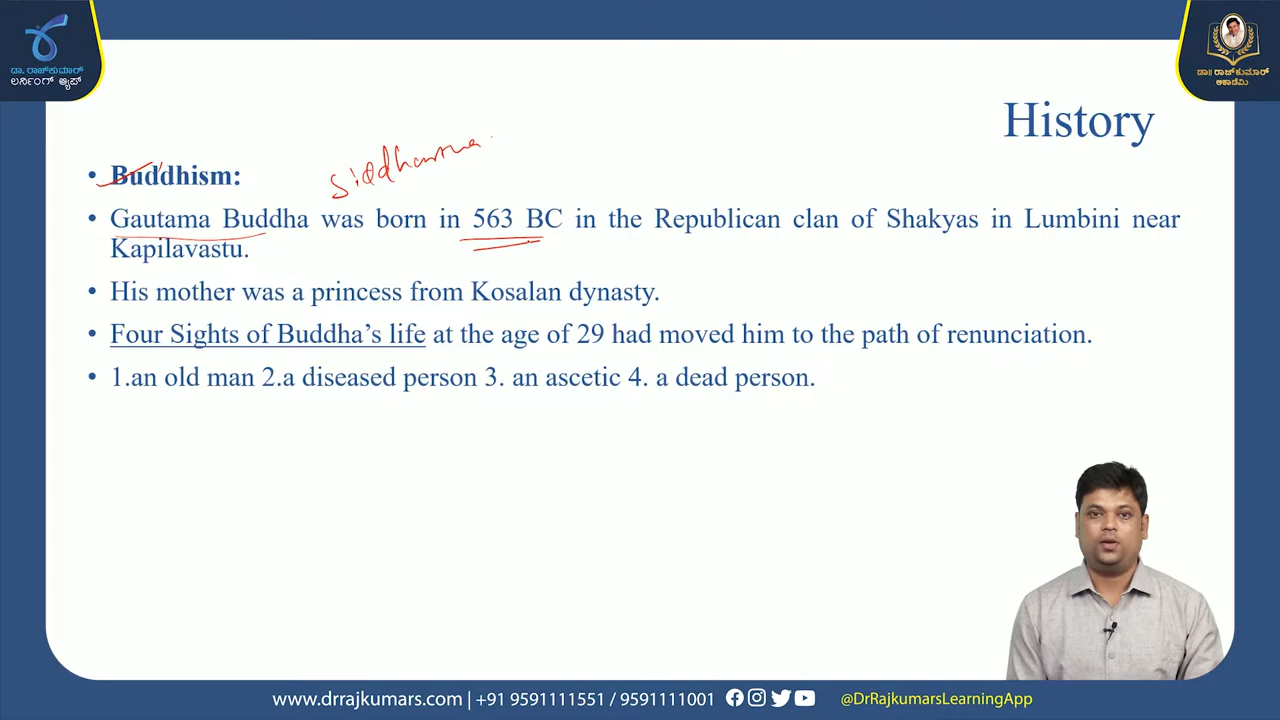 ಡಾ. ರಾಜ್‌ಕುಮಾರ್
ಲರ್ನಿಂಗ್ ಆ್ಯಪ್
ಡಾ|| ರಾಜ್‌ಕುಮಾರ್
ಅಕಾಡೆಮಿ
History
Siddhartha
• Buddhism:
• Gautama Buddha was born in 563 BC in the Republican clan of Shakyas in Lumbini near
Kapilavastu.
• His mother was a princess from Kosalan dynasty.
• Four Sights of Buddha’s life at the age of 29 had moved him to the path of renunciation.
• 1.an old man 2.a diseased person 3. an ascetic 4. a dead person.
www.drrajkumars.com | +91 9591111551 / 9591111001 @DrRajkumarsLearningApp